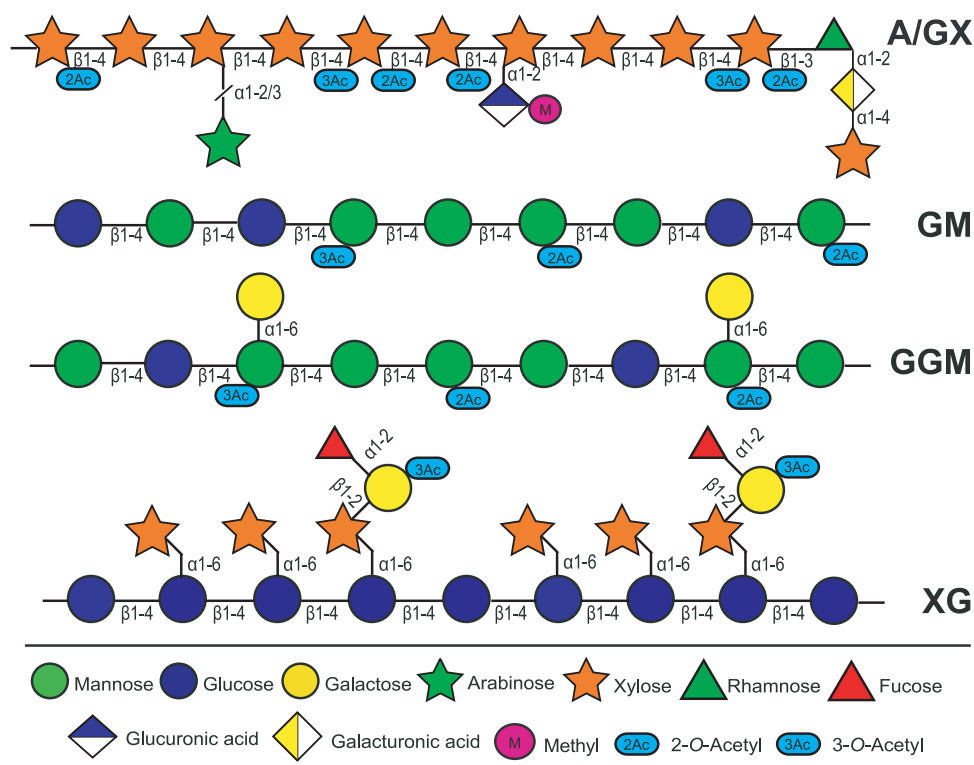 A/GX
β1-4 β1-4 β1-4 β1-4 β1-4 β1-4 β1-4 β1-4 β1-4 β1-3 α1-2
2Ac 3Ac 2Ac 2Ac α1-2 3Ac 2Ac
α1-2/3 M α1-4
GM
β1-4 β1-4 β1-4 β1-4 β1-4 β1-4 β1-4 β1-4
3Ac 2Ac 2Ac
α1-6 α1-6
GGM
β1-4 β1-4 β1-4 β1-4 β1-4 β1-4 β1-4 β1-4
3Ac 2Ac 2Ac
α1-2 α1-2
3Ac 3Ac
β1-2 β1-2
α1-6 α1-6 α1-6 α1-6 α1-6 α1-6
XG
β1-4 β1-4 β1-4 β1-4 β1-4 β1-4 β1-4 β1-4
Mannose Glucose Galactose Arabinose Xylose Rhamnose Fucose
Glucuronic acid Galacturonic acid M Methyl 2Ac 2-O-Acetyl 3Ac 3-O-Acetyl